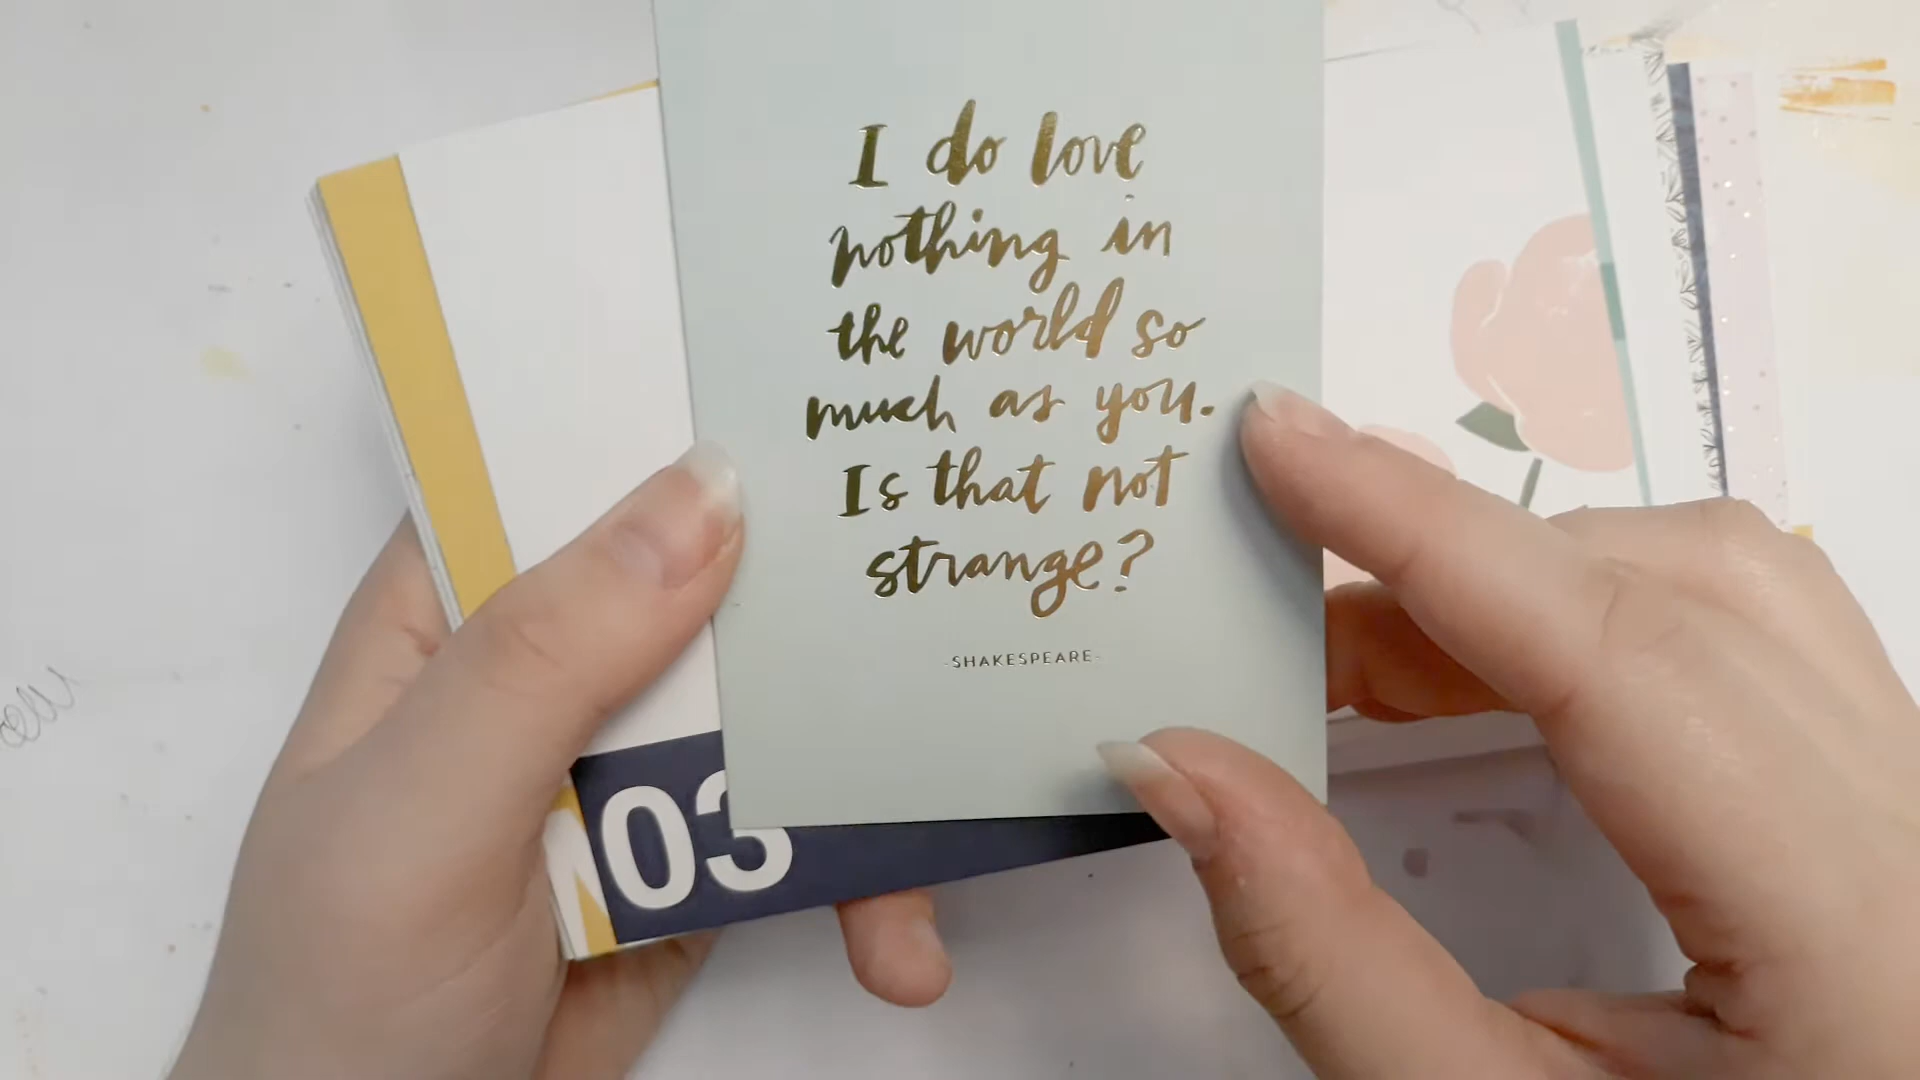 I do love
nothing in
the world so
much as you.
Is that not
strange?
-SHAKESPEARE-
03